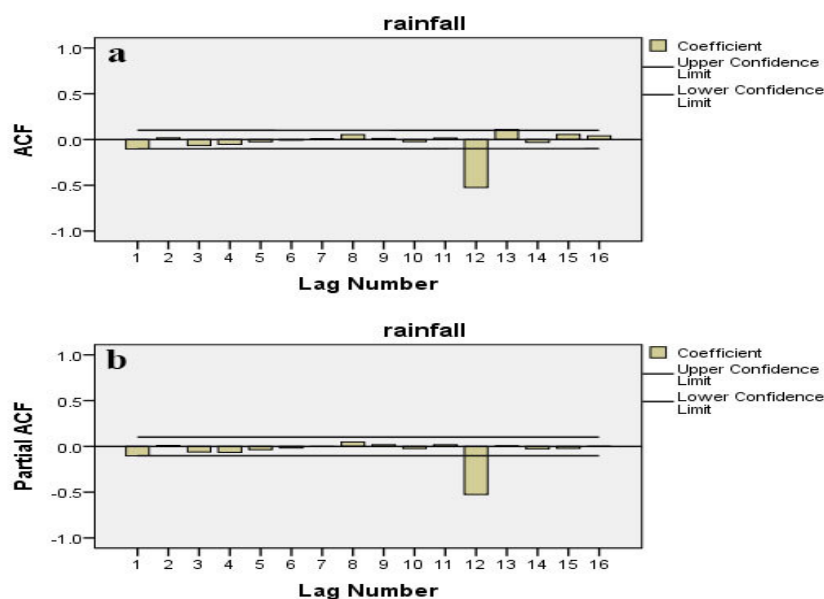 rainfall
a
1.0
0.5
0.0
-0.5
-1.0
ACF
1 2 3 4 5 6 7 8 9 10 11 12 13 14 15 16
Lag Number
Coefficient
Upper Confidence
Limit
Lower Confidence
Limit
rainfall
b
1.0
0.5
0.0
-0.5
-1.0
Partial ACF
1 2 3 4 5 6 7 8 9 10 11 12 13 14 15 16
Lag Number
Coefficient
Upper Confidence
Limit
Lower Confidence
Limit